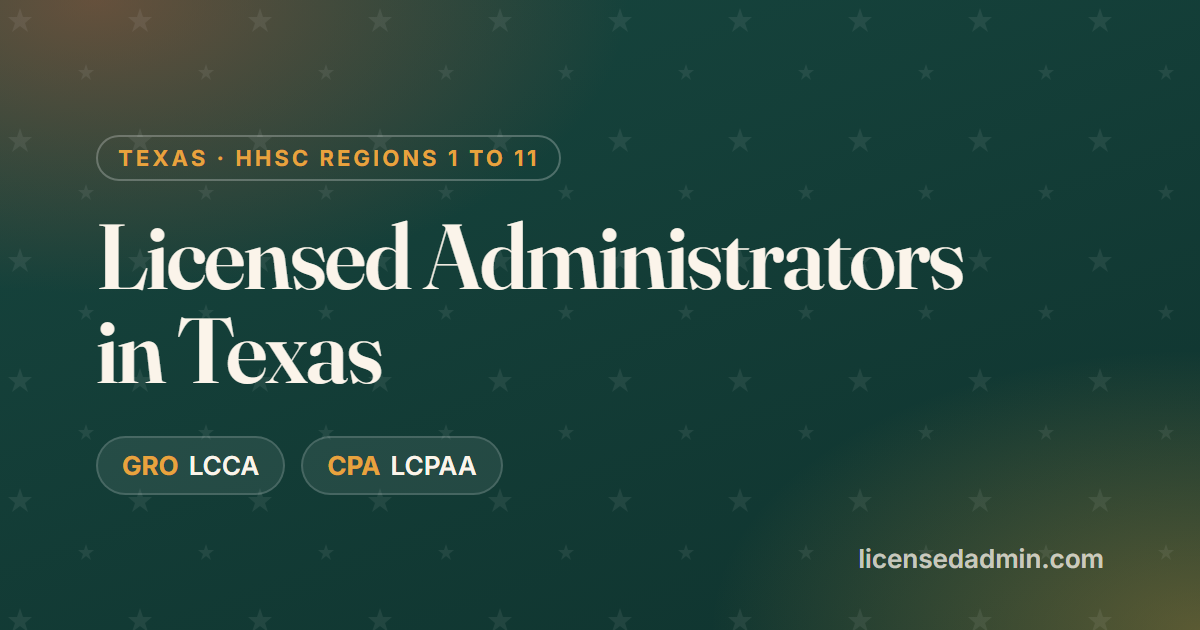 TEXAS · HHSC REGIONS 1 TO 11
Licensed Administrators
in Texas
GRO LCCA CPA LCPAA
licensedadmin.com